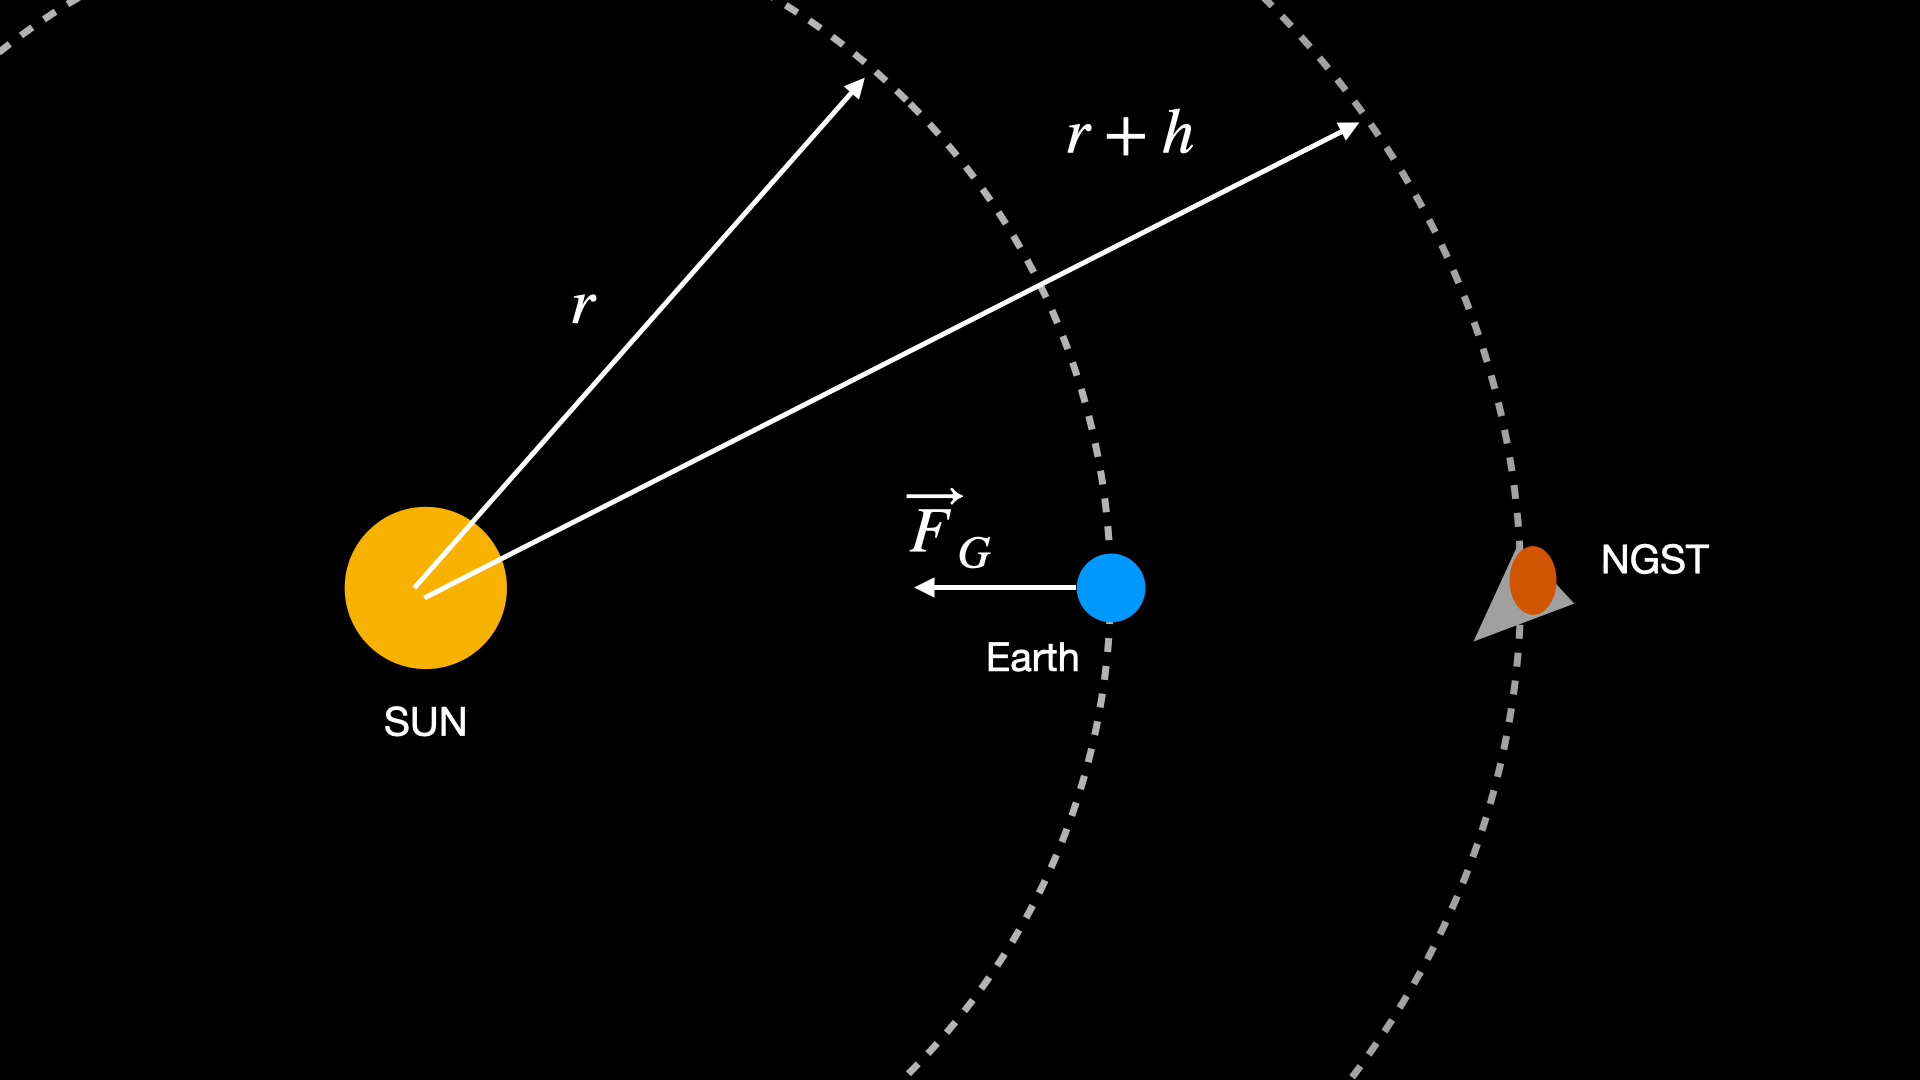 r + h
r
F⃗ G
NGST
Earth
SUN